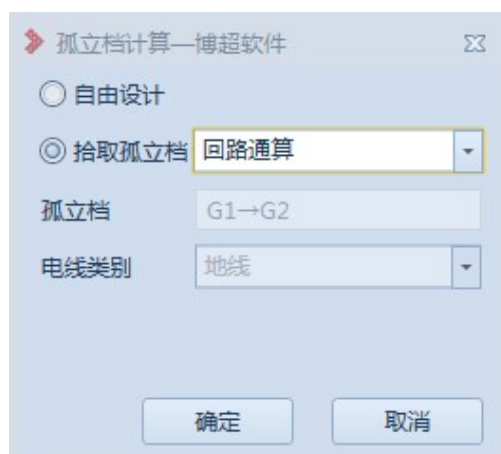 孤立档计算—博超软件
自由设计
拾取孤立档 回路通算
孤立档 G1→G2
电线类别 地线
确定 取消